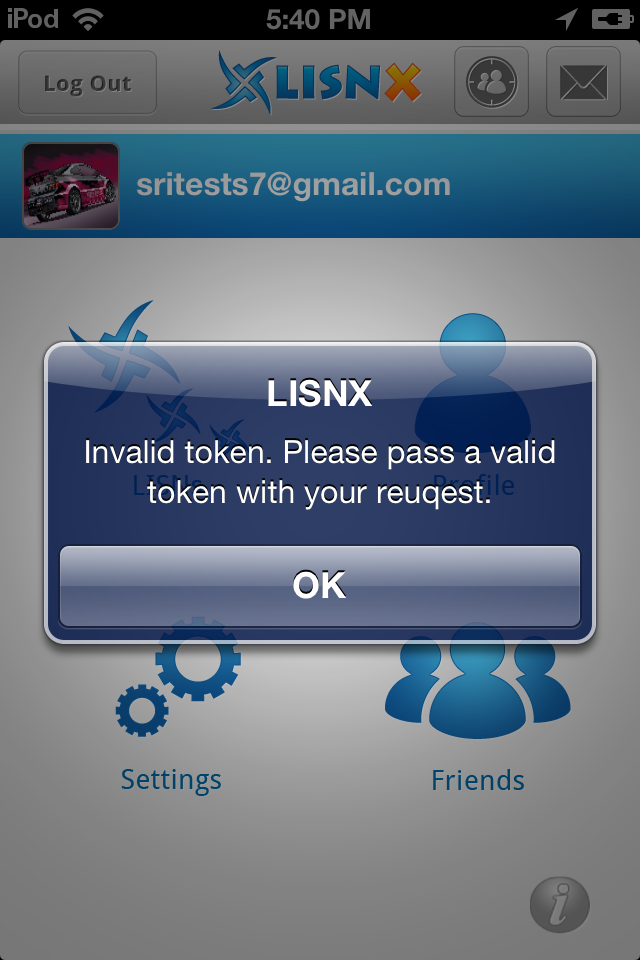 iPod 5:40 PM
Log Out LISNX
sritests7@gmail.com
LISNX
Invalid token. Please pass a valid
token with your reuqest.
LISNs Profile
OK
Settings Friends
i